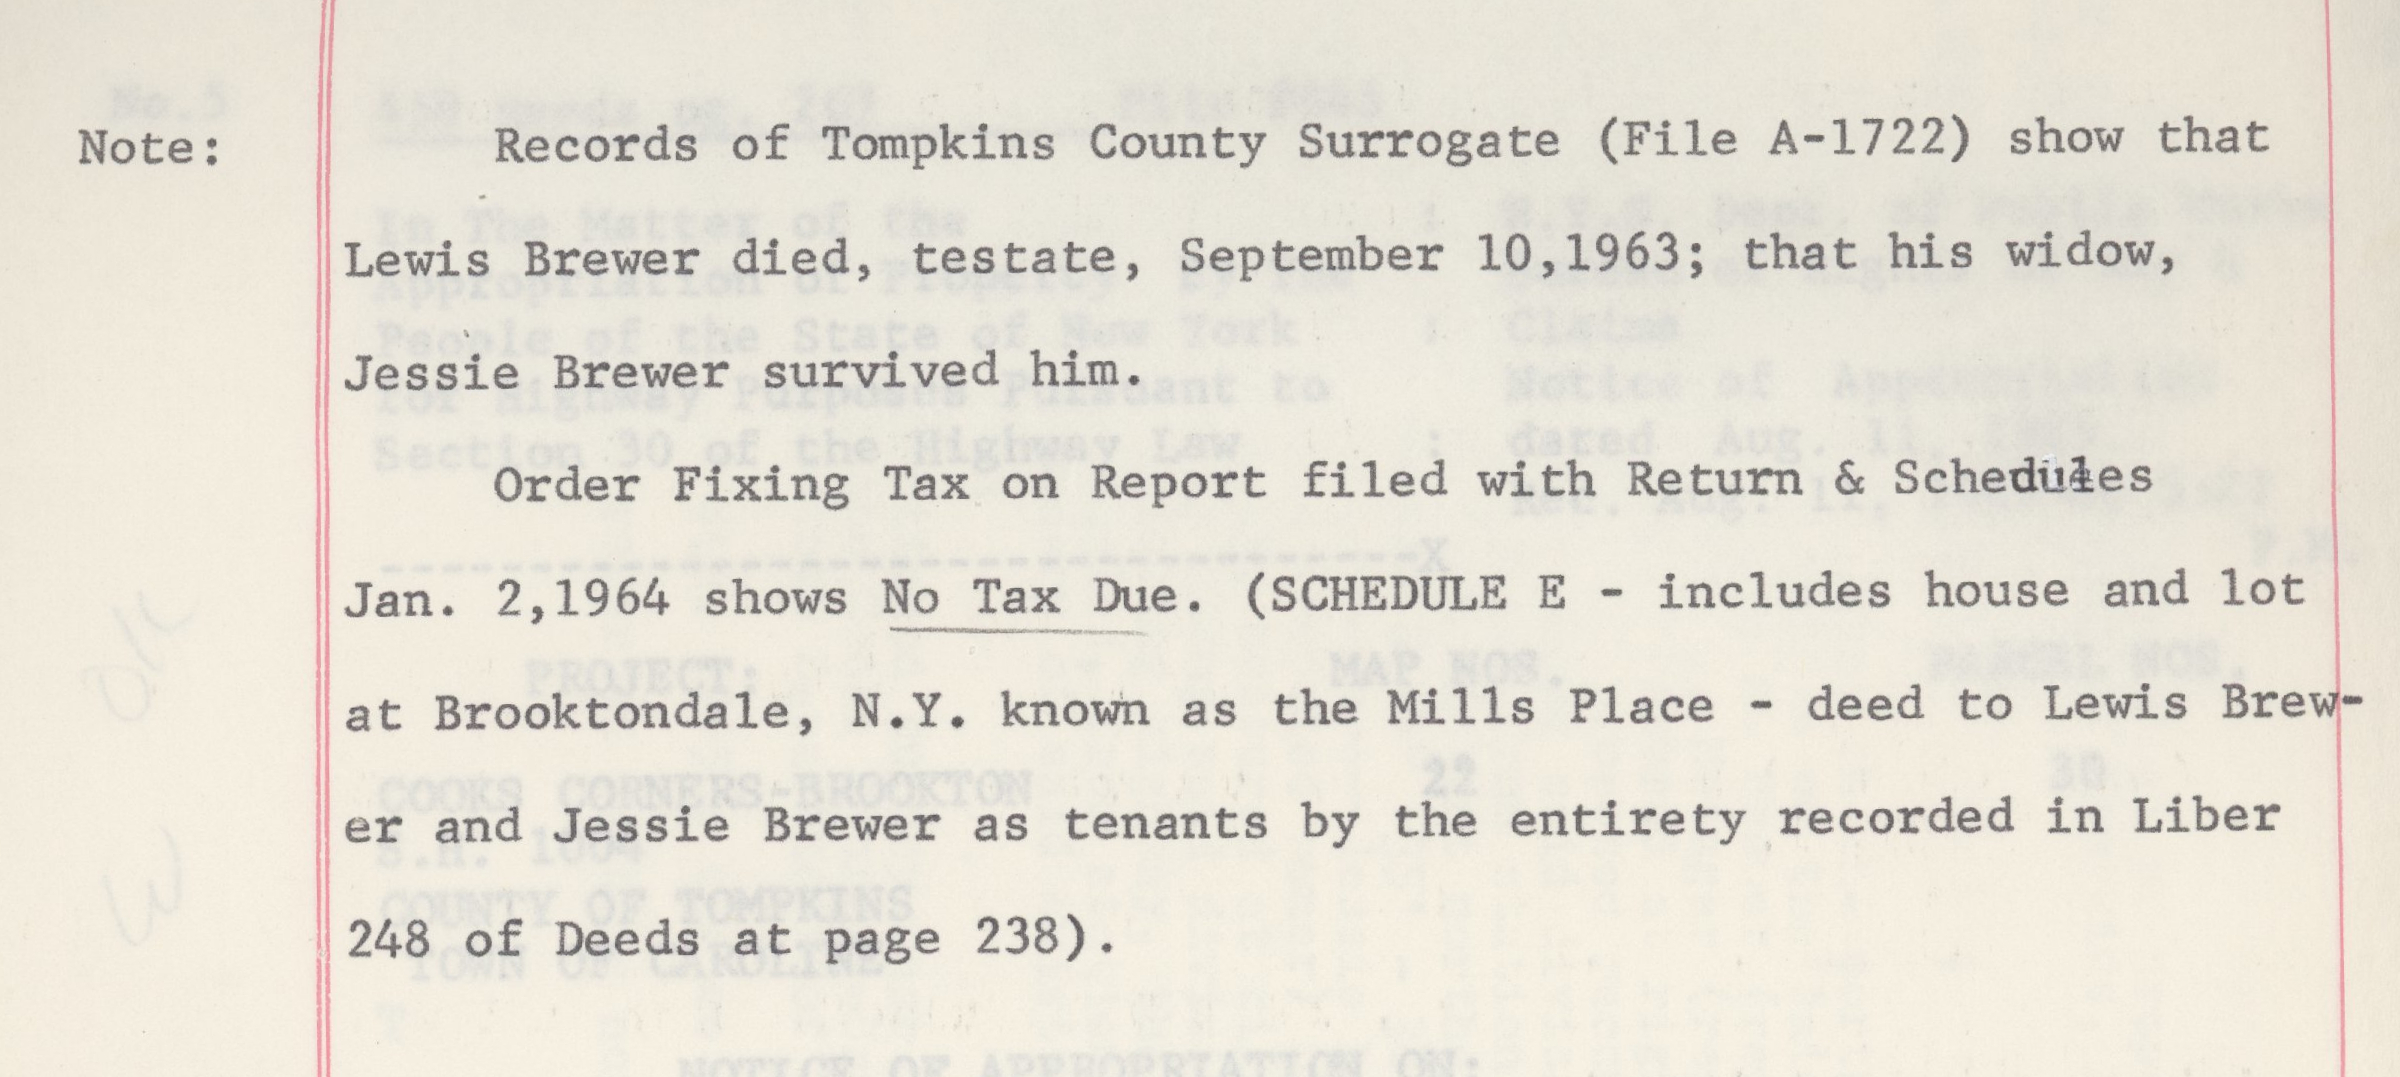 Note: Records of Tompkins County Surrogate (File A-1722) show that
Lewis Brewer died, testate, September 10,1963; that his widow,
Jessie Brewer survived him.
Order Fixing Tax on Report filed with Return & Schedules
Jan. 2,1964 shows No Tax Due. (SCHEDULE E - includes house and lot
at Brooktondale, N.Y. known as the Mills Place - deed to Lewis Brew-
er and Jessie Brewer as tenants by the entirety recorded in Liber
248 of Deeds at page 238).